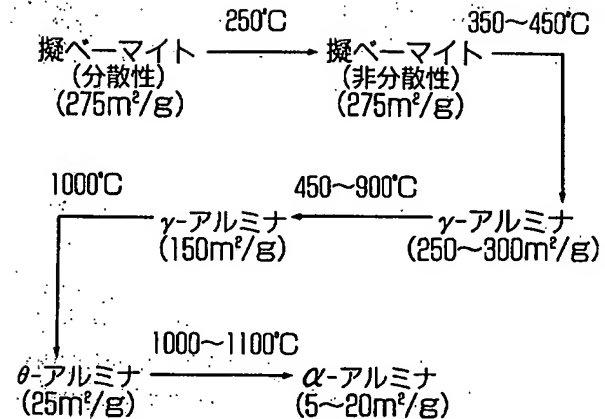 250℃
350~450℃
擬ベーマイト
(分散性)
(275m²/g)
擬ベーマイト
(非分散性)
(275m²/g)
1000℃
450~900℃
γ-アルミナ
(150m²/g)
γ-アルミナ
(250~300m²/g)
1000~1100℃
θ-アルミナ
(25m²/g)
α-アルミナ
(5~20m²/g)